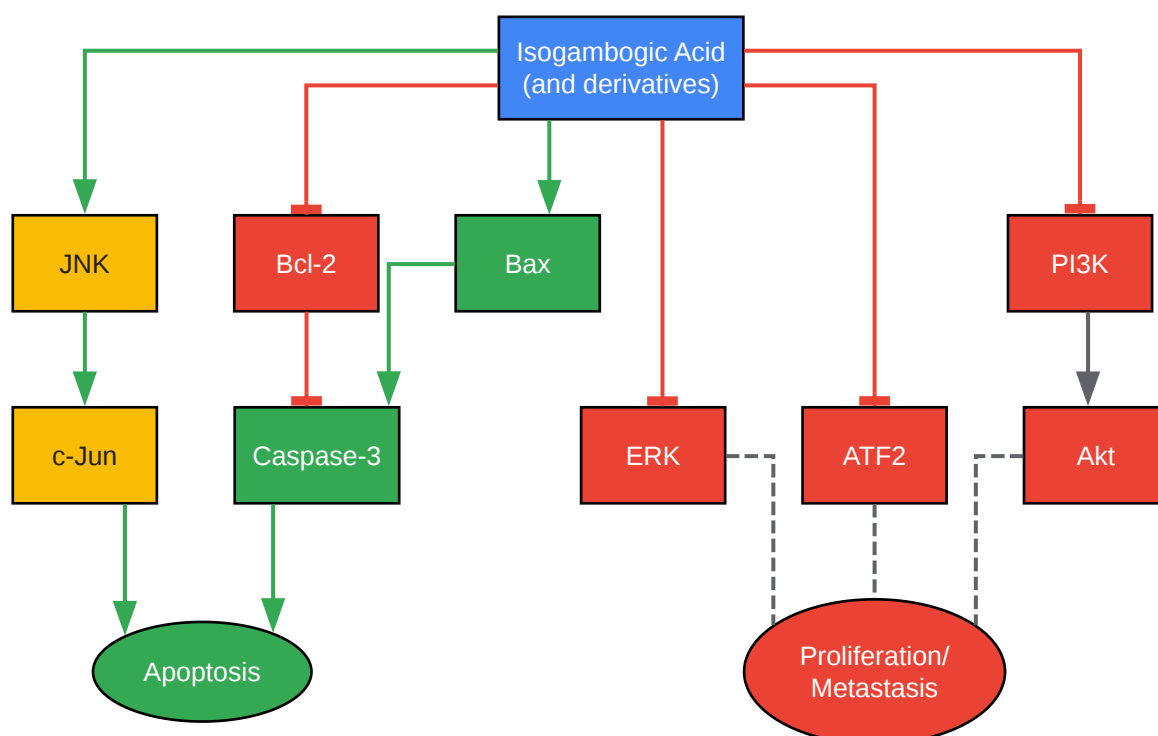 Isogambogic Acid
(and derivatives)
JNK
Bcl-2
Bax
PI3K
c-Jun
Caspase-3
ERK
ATF2
Akt
Apoptosis
Proliferation/
Metastasis